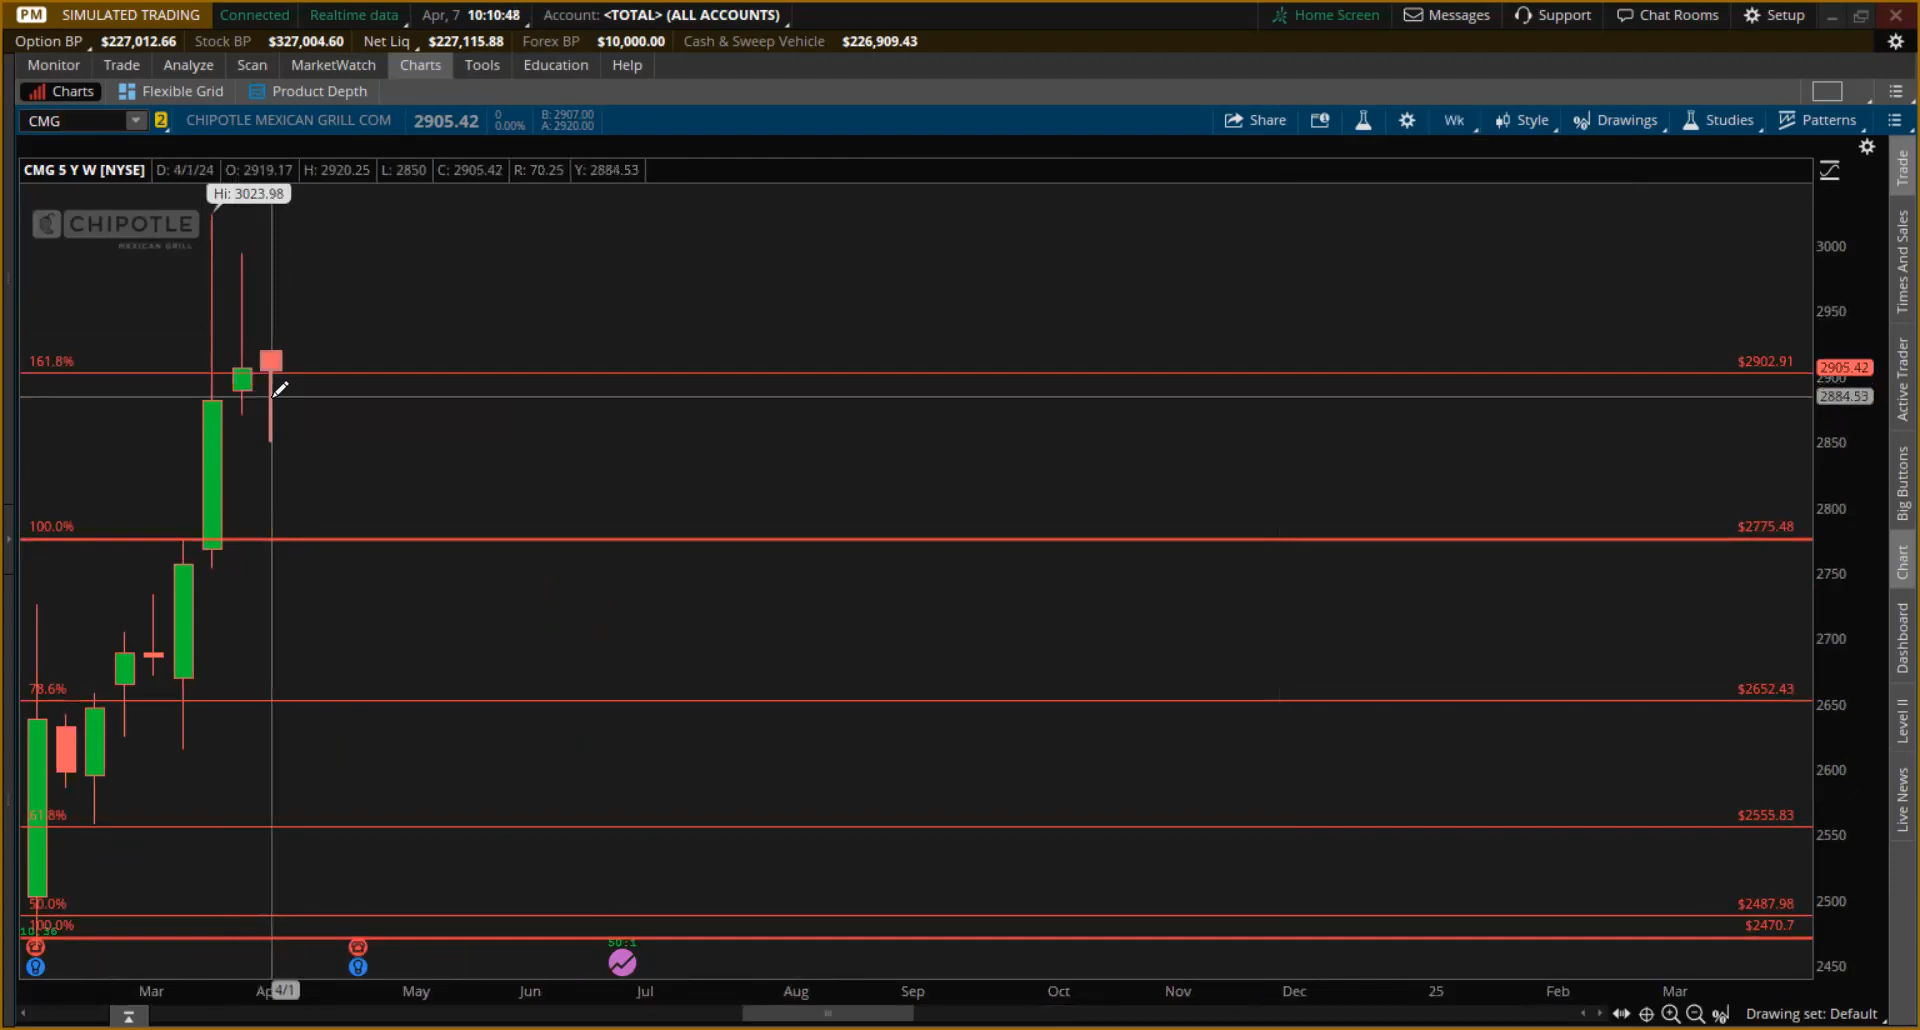 PM SIMULATED TRADING Connected Realtime data Apr, 7 10:10:48 Account: <TOTAL> (ALL ACCOUNTS) Home Screen Messages Support Chat Rooms Setup
Option BP $227,012.66 Stock BP $327,004.60 Net Liq $227,115.88 Forex BP $10,000.00 Cash & Sweep Vehicle $226,909.43
Monitor Trade Analyze Scan MarketWatch Charts Tools Education Help
Charts Flexible Grid Product Depth
CMG 2 CHIPOTLE MEXICAN GRILL COM 2905.42 0 0.00% B: 2907.00 A: 2920.00 Share Wk Style Drawings Studies Patterns
CMG 5 Y W [NYSE] D: 4/1/24 O: 2919.17 H: 2920.25 L: 2850 C: 2905.42 R: 70.25 Y: 2884.53
Hi: 3023.98
CHIPOTLE
MEXICAN GRILL
3000
2950
161.8% $2902.91
2905.42
2900
2884.53
2850
100.0% $2775.48
2800
2750
2700
78.6% $2652.43
2650
2600
61.8% $2555.83
2550
50.0% $2487.98
2500
100.0% $2470.7
50:1
2450
Mar 4/1 May Jun Jul Aug Sep Oct Nov Dec 25 Feb Mar
Drawing set: Default
Trade
Times And Sales
Active Trader
Big Buttons
Chart
Dashboard
Level II
Live News